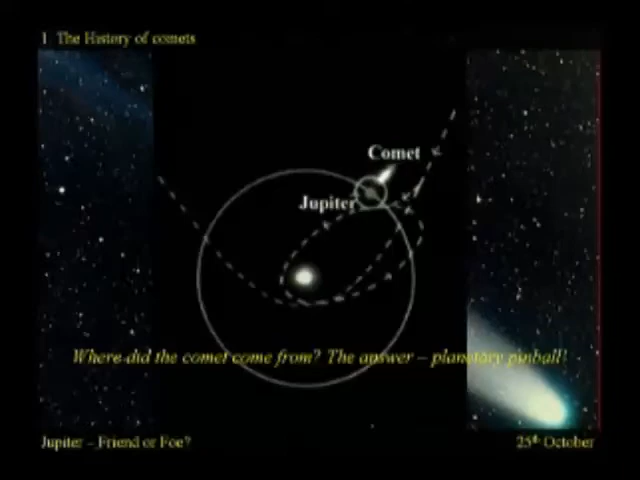 1 The History of comets
Comet
Jupiter
Where did the comet come from? The answer – planetary pinball!
Jupiter – Friend or Foe?
25th October